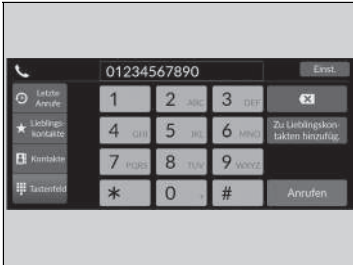 01234567890
Einst.
Letzte
Anrufe
1
2 ABC
3 DEF
Lieblings-
kontakte
4 GHI
5 JKL
6 MNO
Zu Lieblingskon-
takten hinzufüg.
Kontakte
7 PQRS
8 TUV
9 WXYZ
Tastenfeld
*
0 +
#
Anrufen